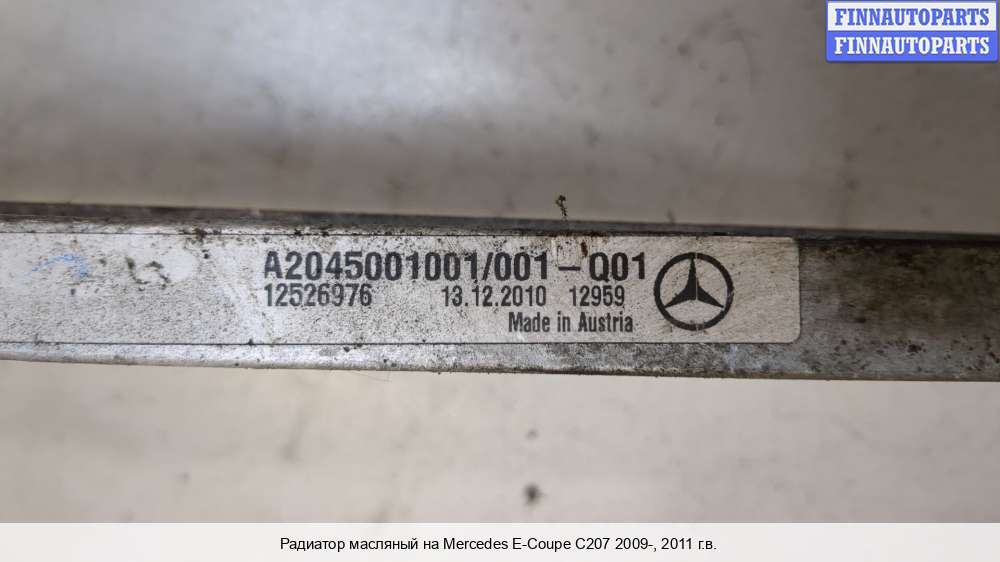 FINNAUTOPARTS
FINNAUTOPARTS
A2045001001/001-Q01
12526976 13.12.2010 12959
Made in Austria
Радиатор масляный на Mercedes E-Coupe C207 2009-, 2011 г.в.